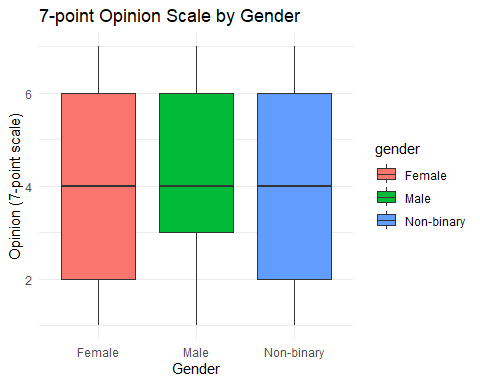 7-point Opinion Scale by Gender
Opinion (7-point scale)
6
4
2
Female
Male
Non-binary
Gender
gender
Female
Male
Non-binary